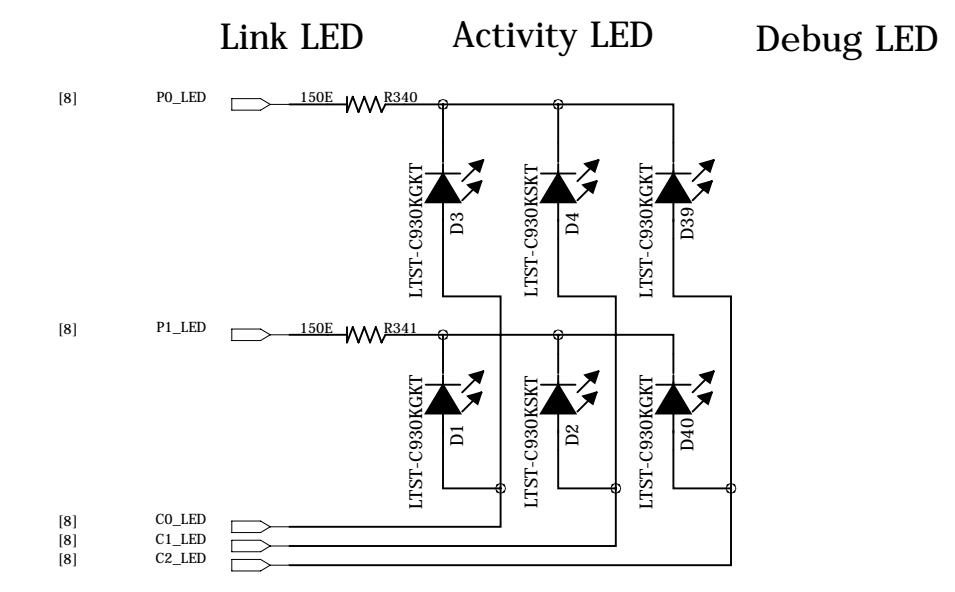 Link LED Activity LED Debug LED
[8] P0_LED 150E R340
LTST-C930KGKT D3 LTST-C930KSKT D4 LTST-C930KGKT D39
[8] P1_LED 150E R341
LTST-C930KGKT D1 LTST-C930KSKT D2 LTST-C930KGKT D40
[8] C0_LED
[8] C1_LED
[8] C2_LED